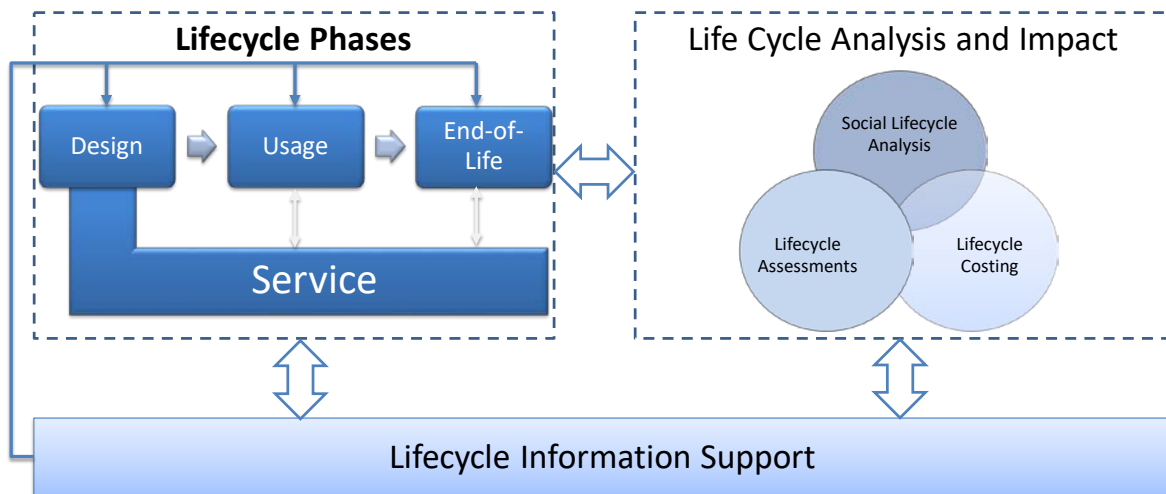 Lifecycle Phases
Design
Usage
End-of-
Life
Service
Life Cycle Analysis and Impact
Social Lifecycle
Analysis
Lifecycle
Assessments
Lifecycle
Costing
Lifecycle Information Support